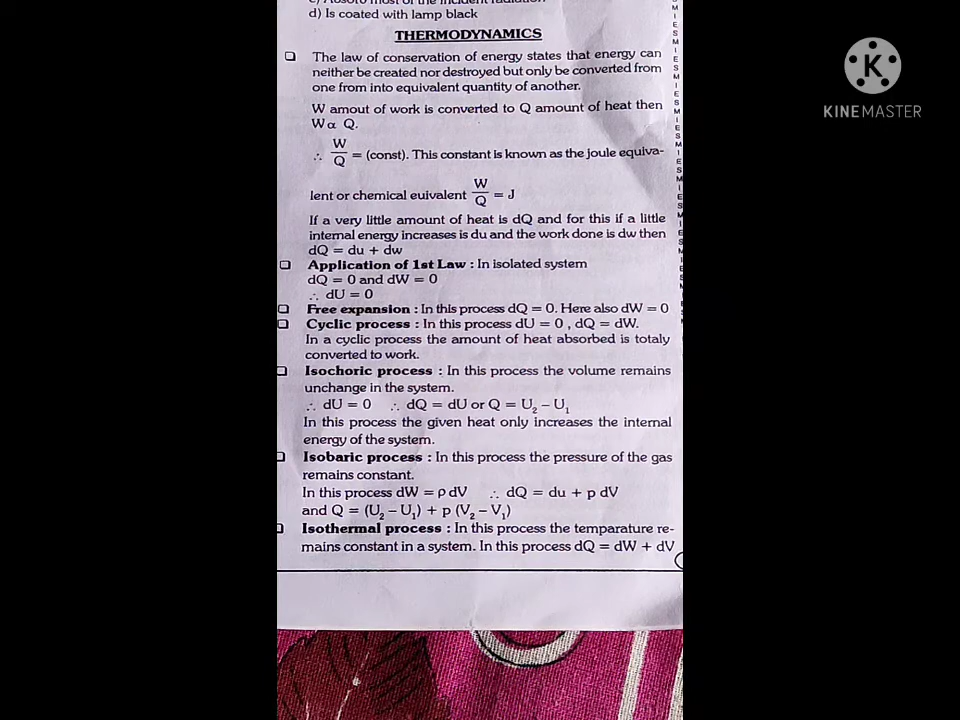 d) Is coated with lamp black
THERMODYNAMICS
The law of conservation of energy states that energy can
neither be created nor destroyed but only be converted from
one from into equivalent quantity of another.
W amout of work is converted to Q amount of heat then
W α Q.
∴ W/Q = (const). This constant is known as the joule equiva-
lent or chemical euivalent W/Q = J
If a very little amount of heat is dQ and for this if a little
internal energy increases is du and the work done is dw then
dQ = du + dw
Application of 1st Law : In isolated system
dQ = 0 and dW = 0
∴ dU = 0
Free expansion : In this process dQ = 0. Here also dW = 0
Cyclic process : In this process dU = 0 , dQ = dW.
In a cyclic process the amount of heat absorbed is totaly
converted to work.
Isochoric process : In this process the volume remains
unchange in the system.
∴ dU = 0 ∴ dQ = dU or Q = U₂ – U₁
In this process the given heat only increases the internal
energy of the system.
Isobaric process : In this process the pressure of the gas
remains constant.
In this process dW = ρ dV ∴ dQ = du + p dV
and Q = (U₂ – U₁) + p (V₂ – V₁)
Isothermal process : In this process the temparature re-
mains constant in a system. In this process dQ = dW + dV
KINEMASTER